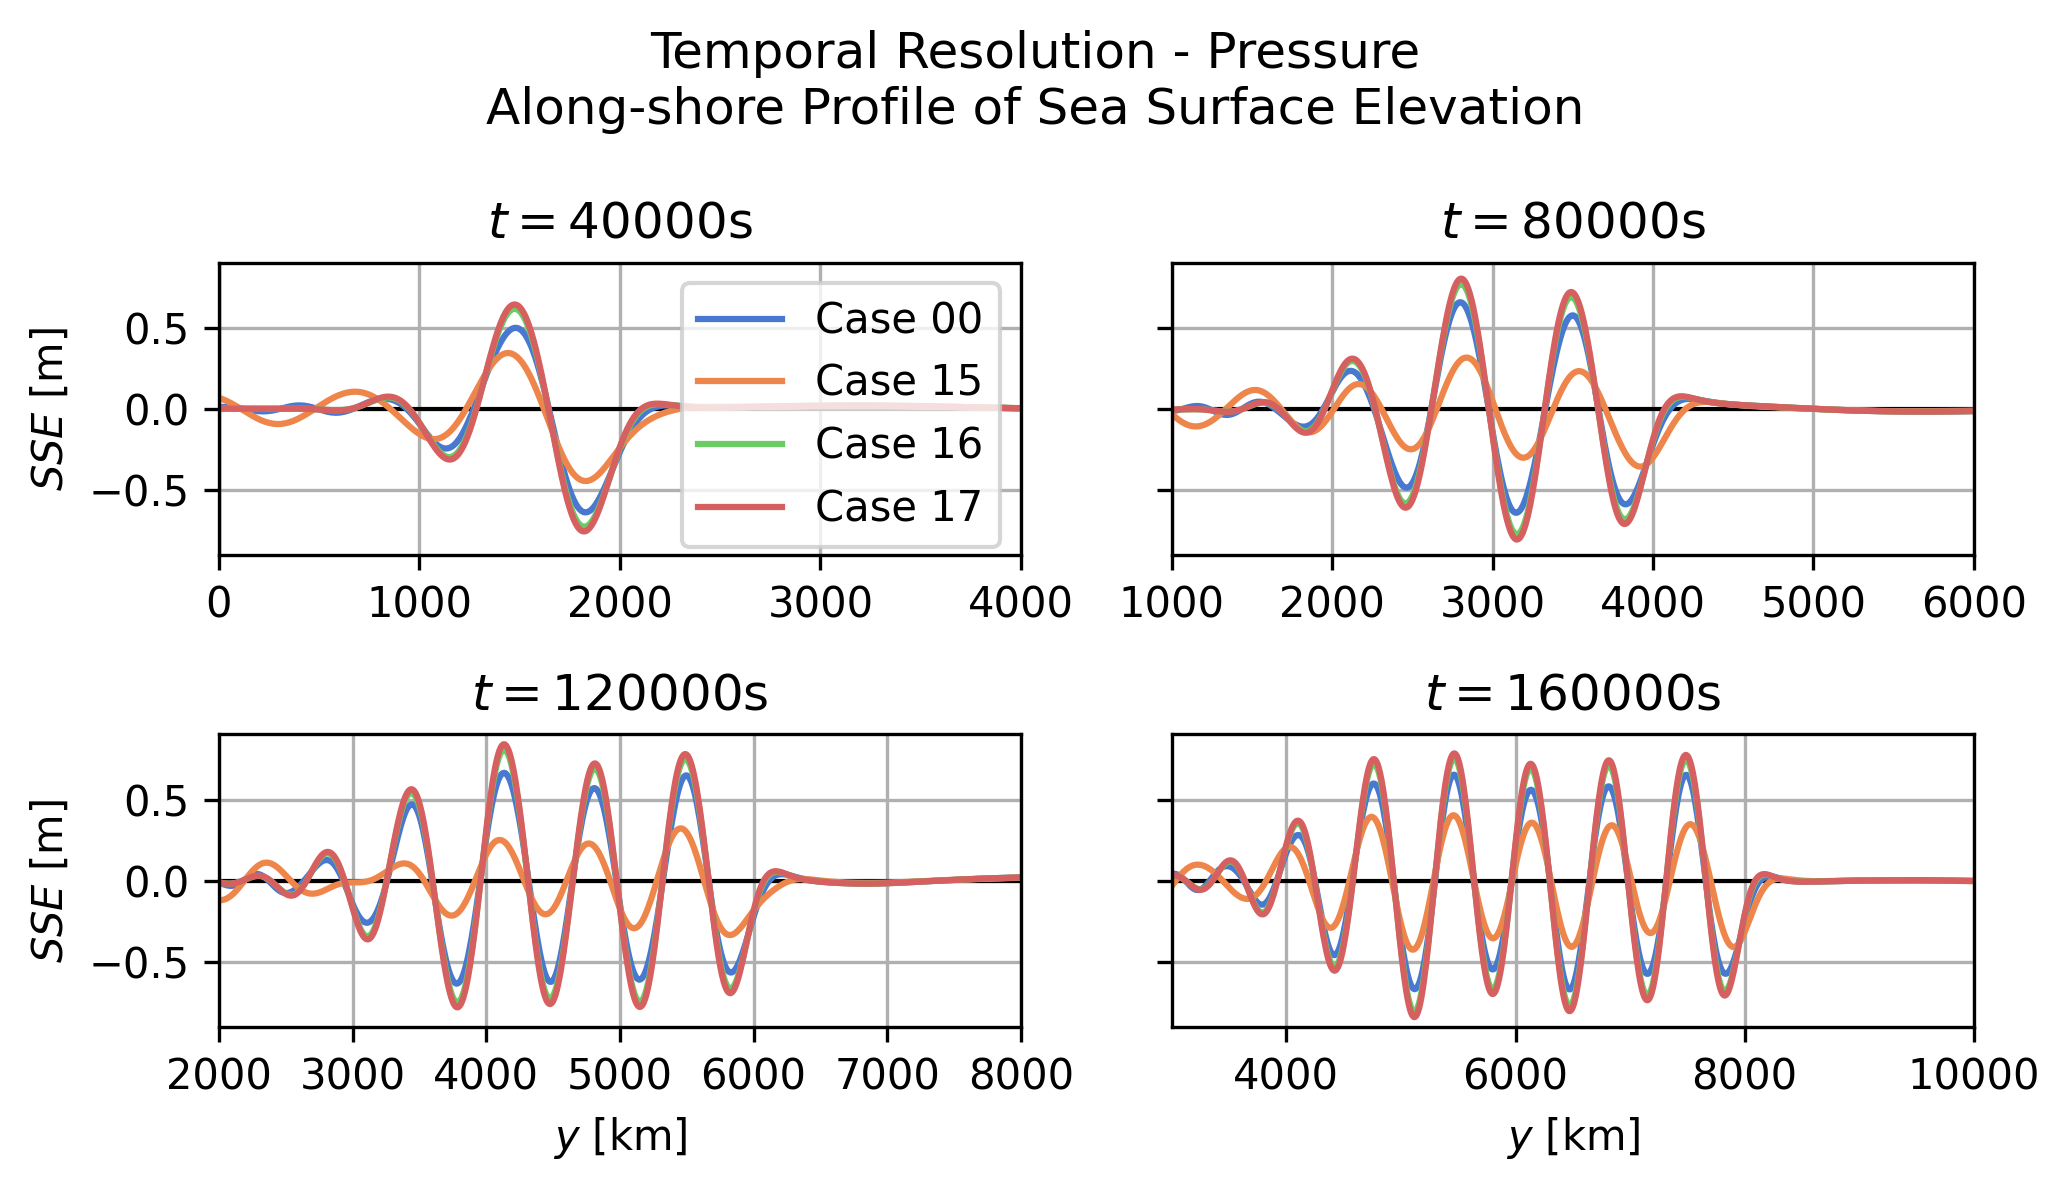 Temporal Resolution - Pressure
Along-shore Profile of Sea Surface Elevation
t = 40000s
t = 80000s
SSE [m]
0.5
0.0
−0.5
Case 00
Case 15
Case 16
Case 17
0 1000 2000 3000 4000
1000 2000 3000 4000 5000 6000
t = 120000s
t = 160000s
SSE [m]
0.5
0.0
−0.5
2000 3000 4000 5000 6000 7000 8000
4000 6000 8000 10000
y [km]
y [km]